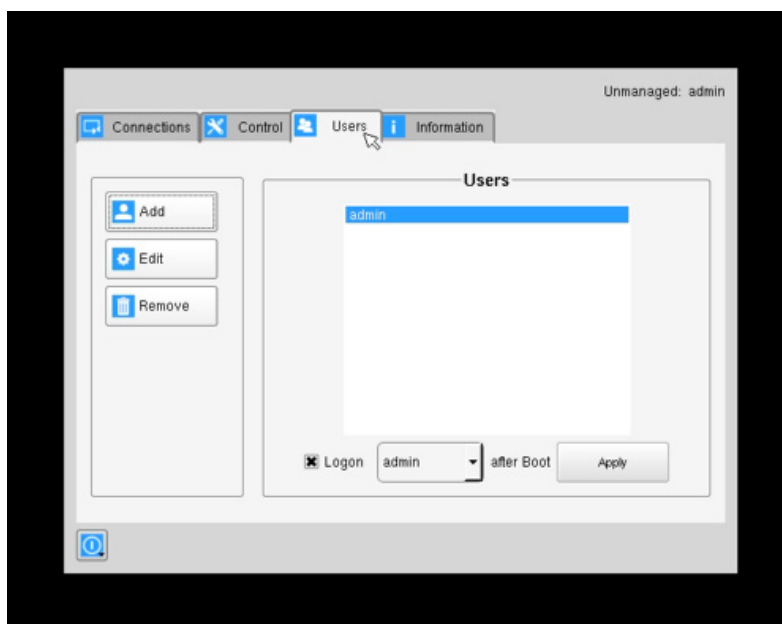 Unmanaged: admin
Connections Control Users Information
Users
Add
Edit
Remove
admin
Logon admin after Boot Apply